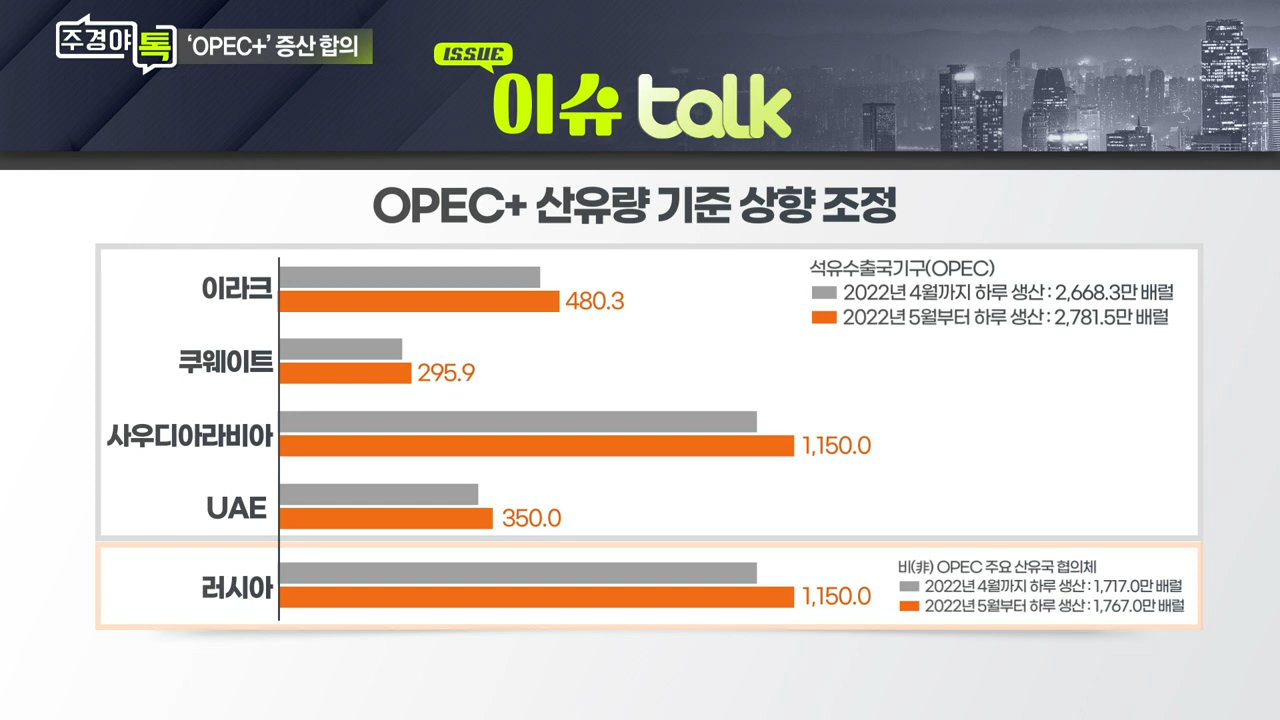 주경야톡
'OPEC+' 증산 합의
ISSUE
이슈 talk
OPEC+ 산유량 기준 상향 조정
석유수출국기구(OPEC)
2022년 4월까지 하루 생산 : 2,668.3만 배럴
2022년 5월부터 하루 생산 : 2,781.5만 배럴
이라크
480.3
쿠웨이트
295.9
사우디아라비아
1,150.0
UAE
350.0
러시아
1,150.0
비(非) OPEC 주요 산유국 협의체
2022년 4월까지 하루 생산 : 1,717.0만 배럴
2022년 5월부터 하루 생산 : 1,767.0만 배럴